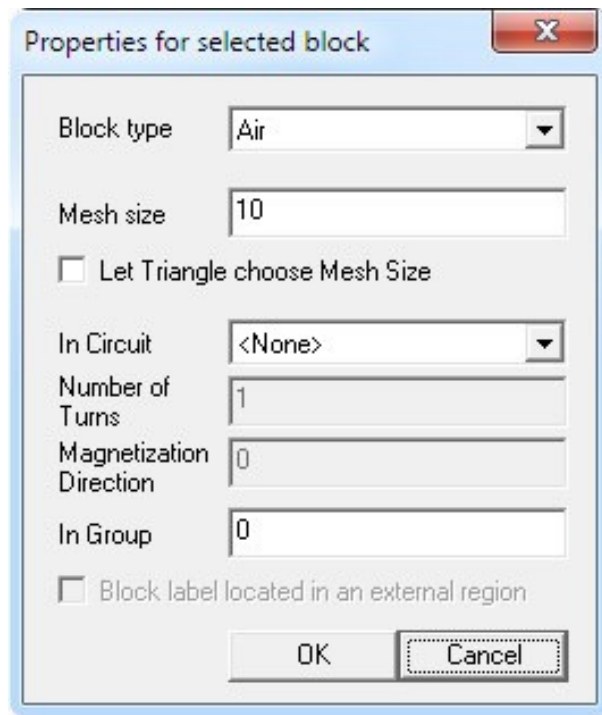 Properties for selected block
X
Block type
Air
Mesh size
10
Let Triangle choose Mesh Size
In Circuit
<None>
Number of
Turns
1
Magnetization
Direction
0
In Group
0
Block label located in an external region
OK
Cancel